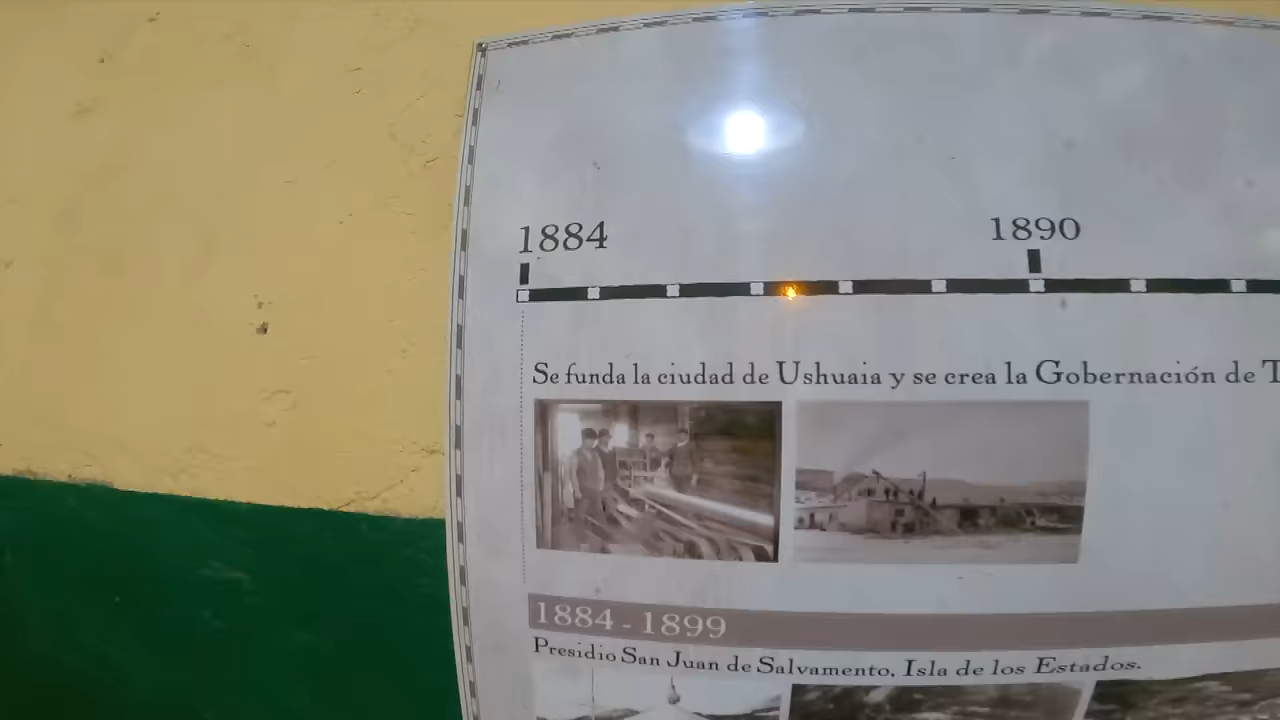 1884
1890
Se funda la ciudad de Ushuaia y se crea la Gobernación de
1884 - 1899
Presidio San Juan de Salvamento, Isla de los Estados.